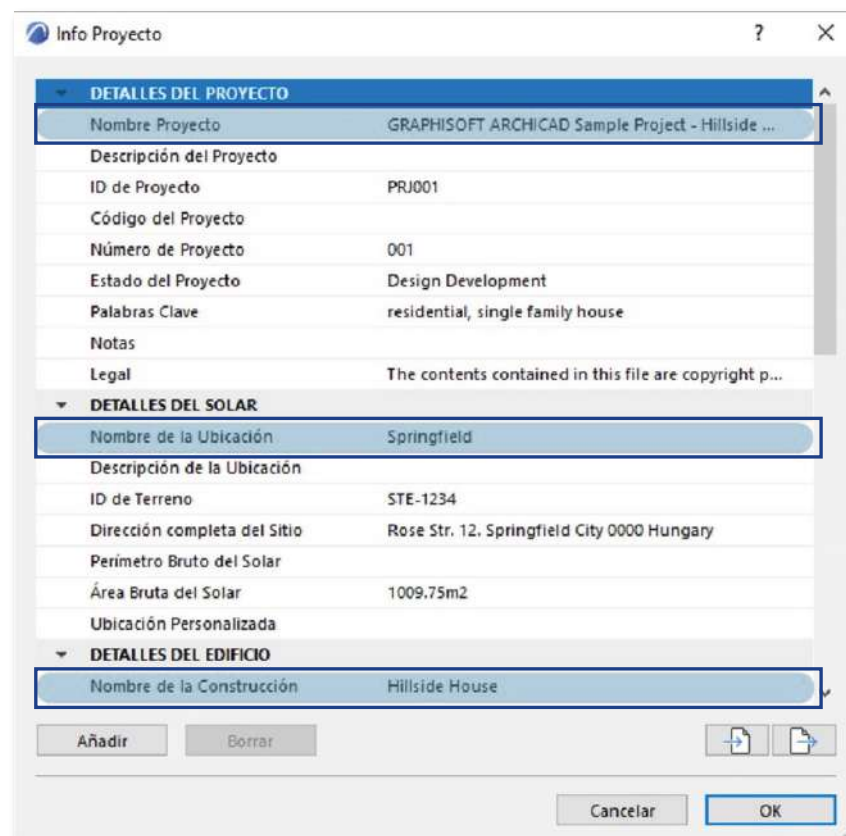 Info Proyecto ?
DETALLES DEL PROYECTO
Nombre Proyecto GRAPHISOFT ARCHICAD Sample Project - Hillside ...
Descripción del Proyecto
ID de Proyecto PRJ001
Código del Proyecto
Número de Proyecto 001
Estado del Proyecto Design Development
Palabras Clave residential, single family house
Notas
Legal The contents contained in this file are copyright p...
DETALLES DEL SOLAR
Nombre de la Ubicación Springfield
Descripción de la Ubicación
ID de Terreno STE-1234
Dirección completa del Sitio Rose Str. 12. Springfield City 0000 Hungary
Perímetro Bruto del Solar
Área Bruta del Solar 1009.75m2
Ubicación Personalizada
DETALLES DEL EDIFICIO
Nombre de la Construcción Hillside House
Añadir Borrar
Cancelar OK